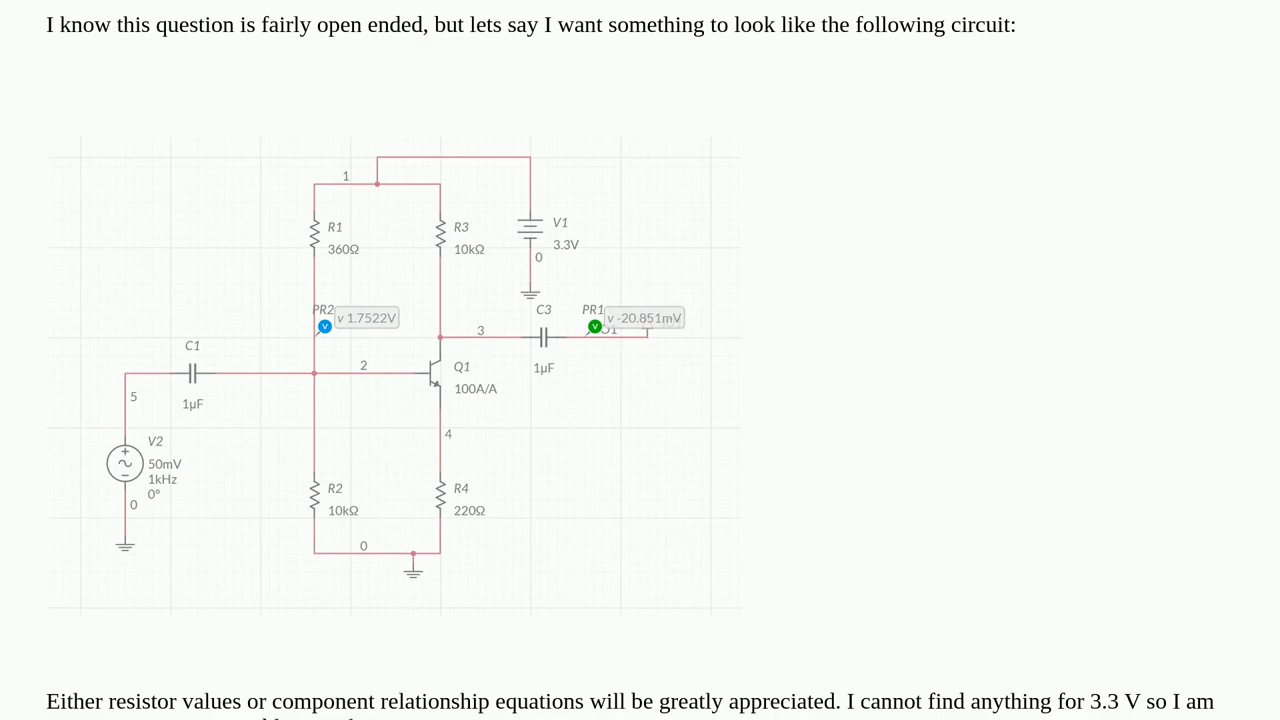 I know this question is fairly open ended, but lets say I want something to look like the following circuit:
1
R1
360Ω
R3
10kΩ
V1
3.3V
0
PR2
v 1.7522V
C3
PR1
v -20.851mV
3
1µF
C1
1µF
2
Q1
100A/A
5
4
V2
50mV
1kHz
0°
0
R2
10kΩ
R4
220Ω
0
Either resistor values or component relationship equations will be greatly appreciated. I cannot find anything for 3.3 V so I am